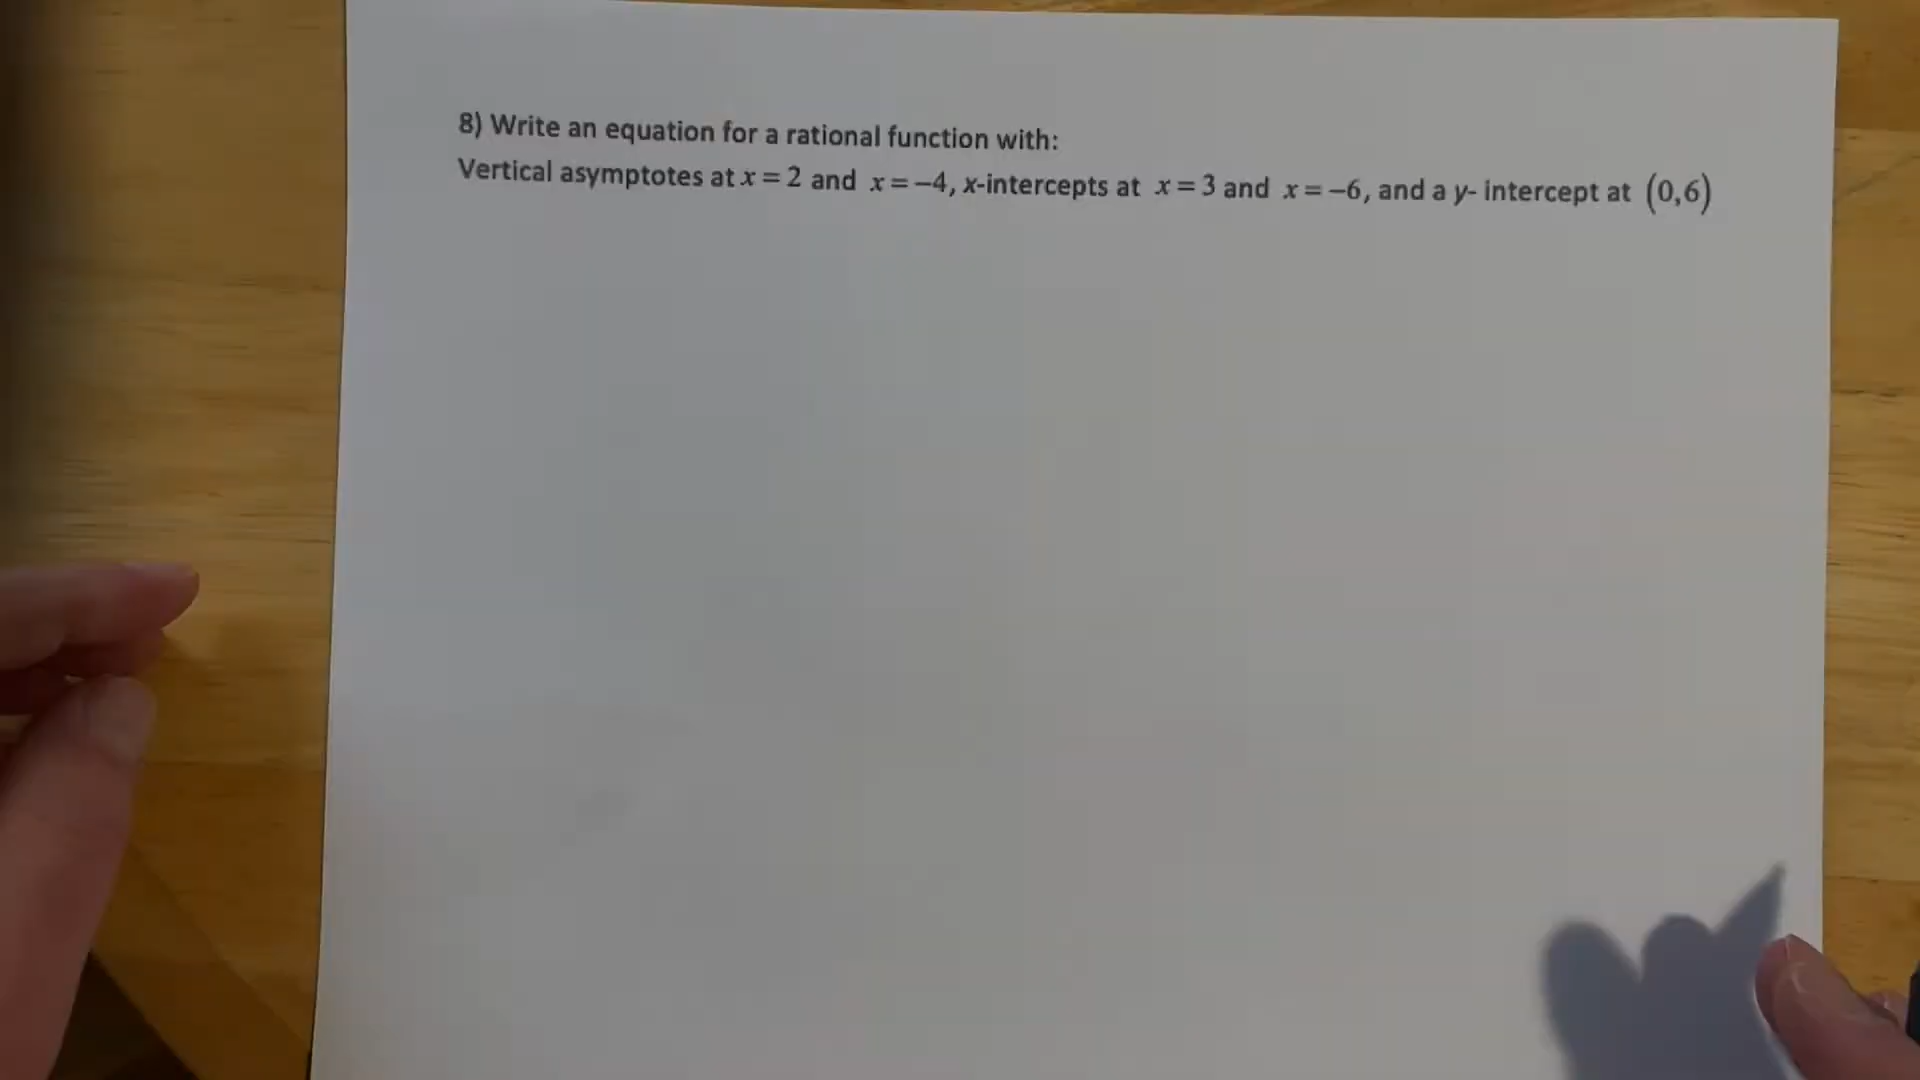 8) Write an equation for a rational function with:
Vertical asymptotes at x = 2 and x = −4, x-intercepts at x = 3 and x = −6, and a y- intercept at (0,6)